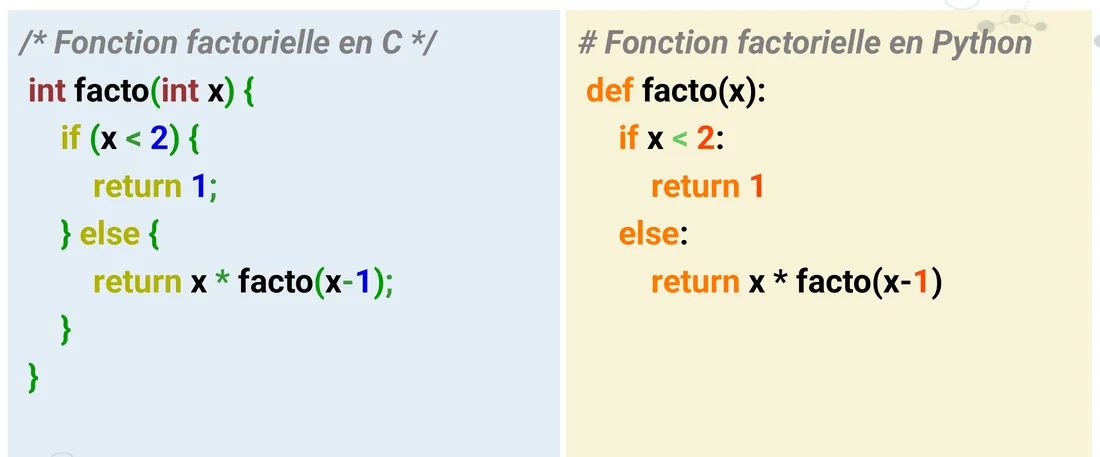 /* Fonction factorielle en C */
int facto(int x) {
if (x < 2) {
return 1;
} else {
return x * facto(x-1);
}
}
# Fonction factorielle en Python
def facto(x):
if x < 2:
return 1
else:
return x * facto(x-1)